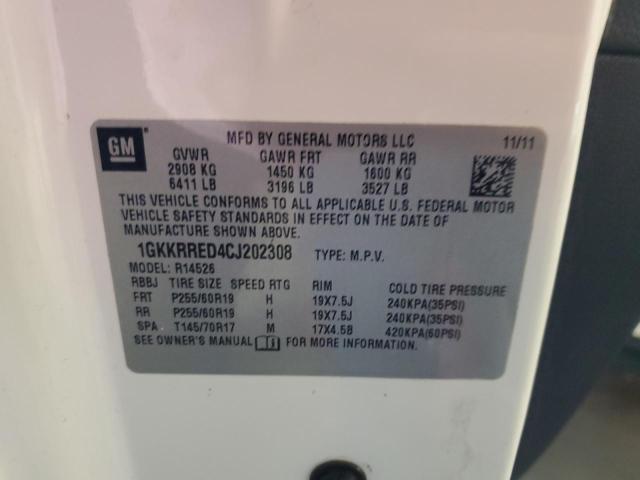 GM
MFD BY GENERAL MOTORS LLC 11/11
GVWR GAWR FRT GAWR RR
2908 KG 1450 KG 1600 KG
6411 LB 3196 LB 3527 LB
THIS VEHICLE CONFORMS TO ALL APPLICABLE U.S. FEDERAL MOTOR
VEHICLE SAFETY STANDARDS IN EFFECT ON THE DATE OF
MANUFACTURE SHOWN ABOVE.
1GKKRRED4CJ202308 TYPE: M.P.V.
MODEL: R14526
RBBJ TIRE SIZE SPEED RTG RIM COLD TIRE PRESSURE
FRT P255/60R19 H 19X7.5J 240KPA(35PSI)
RR P255/60R19 H 19X7.5J 240KPA(35PSI)
SPA T145/70R17 M 17X4.5B 420KPA(60PSI)
SEE OWNER'S MANUAL FOR MORE INFORMATION.